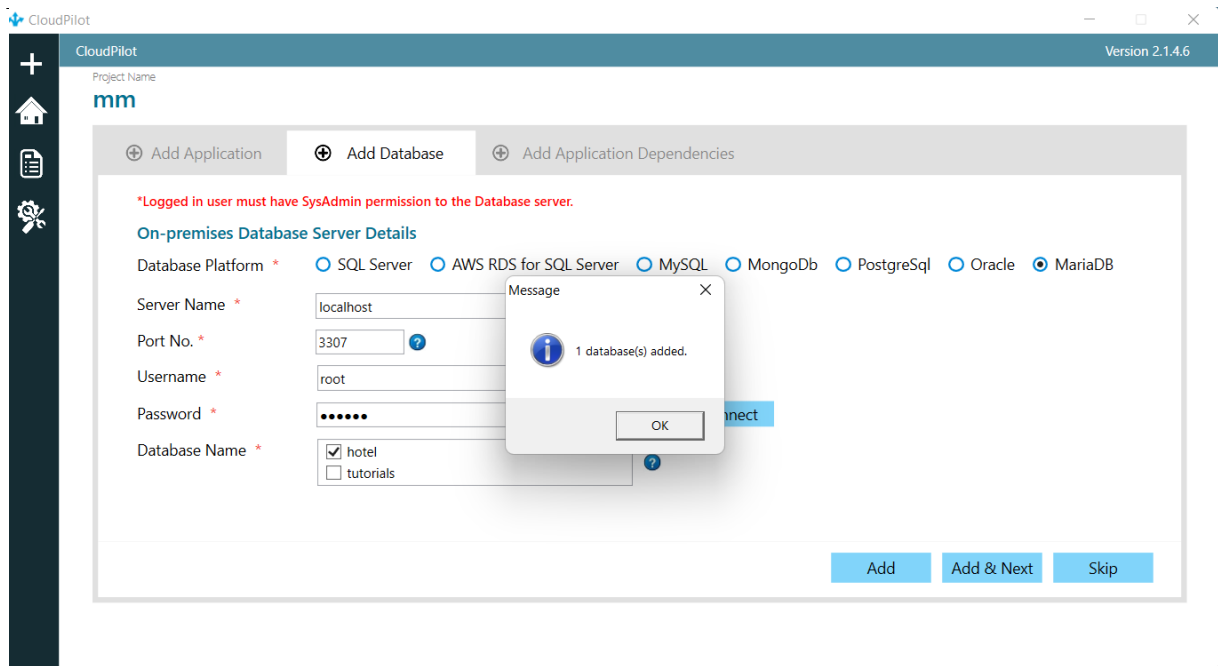 CloudPilot
CloudPilot Version 2.1.4.6
Project Name
mm
Add Application Add Database Add Application Dependencies
*Logged in user must have SysAdmin permission to the Database server.
On-premises Database Server Details
Database Platform * SQL Server AWS RDS for SQL Server MySQL MongoDb PostgreSql Oracle MariaDB
Message
Server Name * localhost
Port No. * 3307 ?
1 database(s) added.
Username * root
Password * •••••• nnect
OK
Database Name * hotel
?
tutorials
Add Add & Next Skip